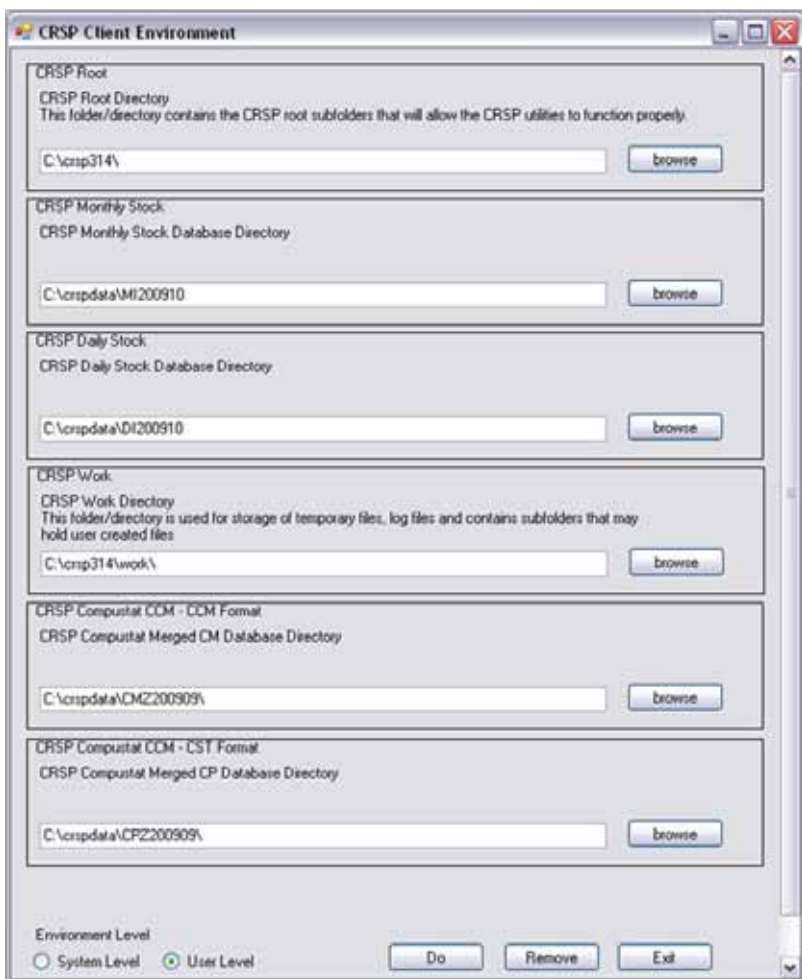 CRSP Client Environment
CRSP Root
CRSP Root Directory
This folder/directory contains the CRSP root subfolders that will allow the CRSP utilities to function properly.
C:\crsp314\
browse
CRSP Monthly Stock
CRSP Monthly Stock Database Directory
C:\crspdata\MI200910
browse
CRSP Daily Stock
CRSP Daily Stock Database Directory
C:\crspdata\DI200910
browse
CRSP Work
CRSP Work Directory
This folder/directory is used for storage of temporary files, log files and contains subfolders that may
hold user created files
C:\crsp314\work\
browse
CRSP Compustat CCM - CCM Format
CRSP Compustat Merged CM Database Directory
C:\crspdata\CMZ200909\
browse
CRSP Compustat CCM - CST Format
CRSP Compustat Merged CP Database Directory
C:\crspdata\CPZ200909\
browse
Environment Level
System Level User Level Do Remove Exit